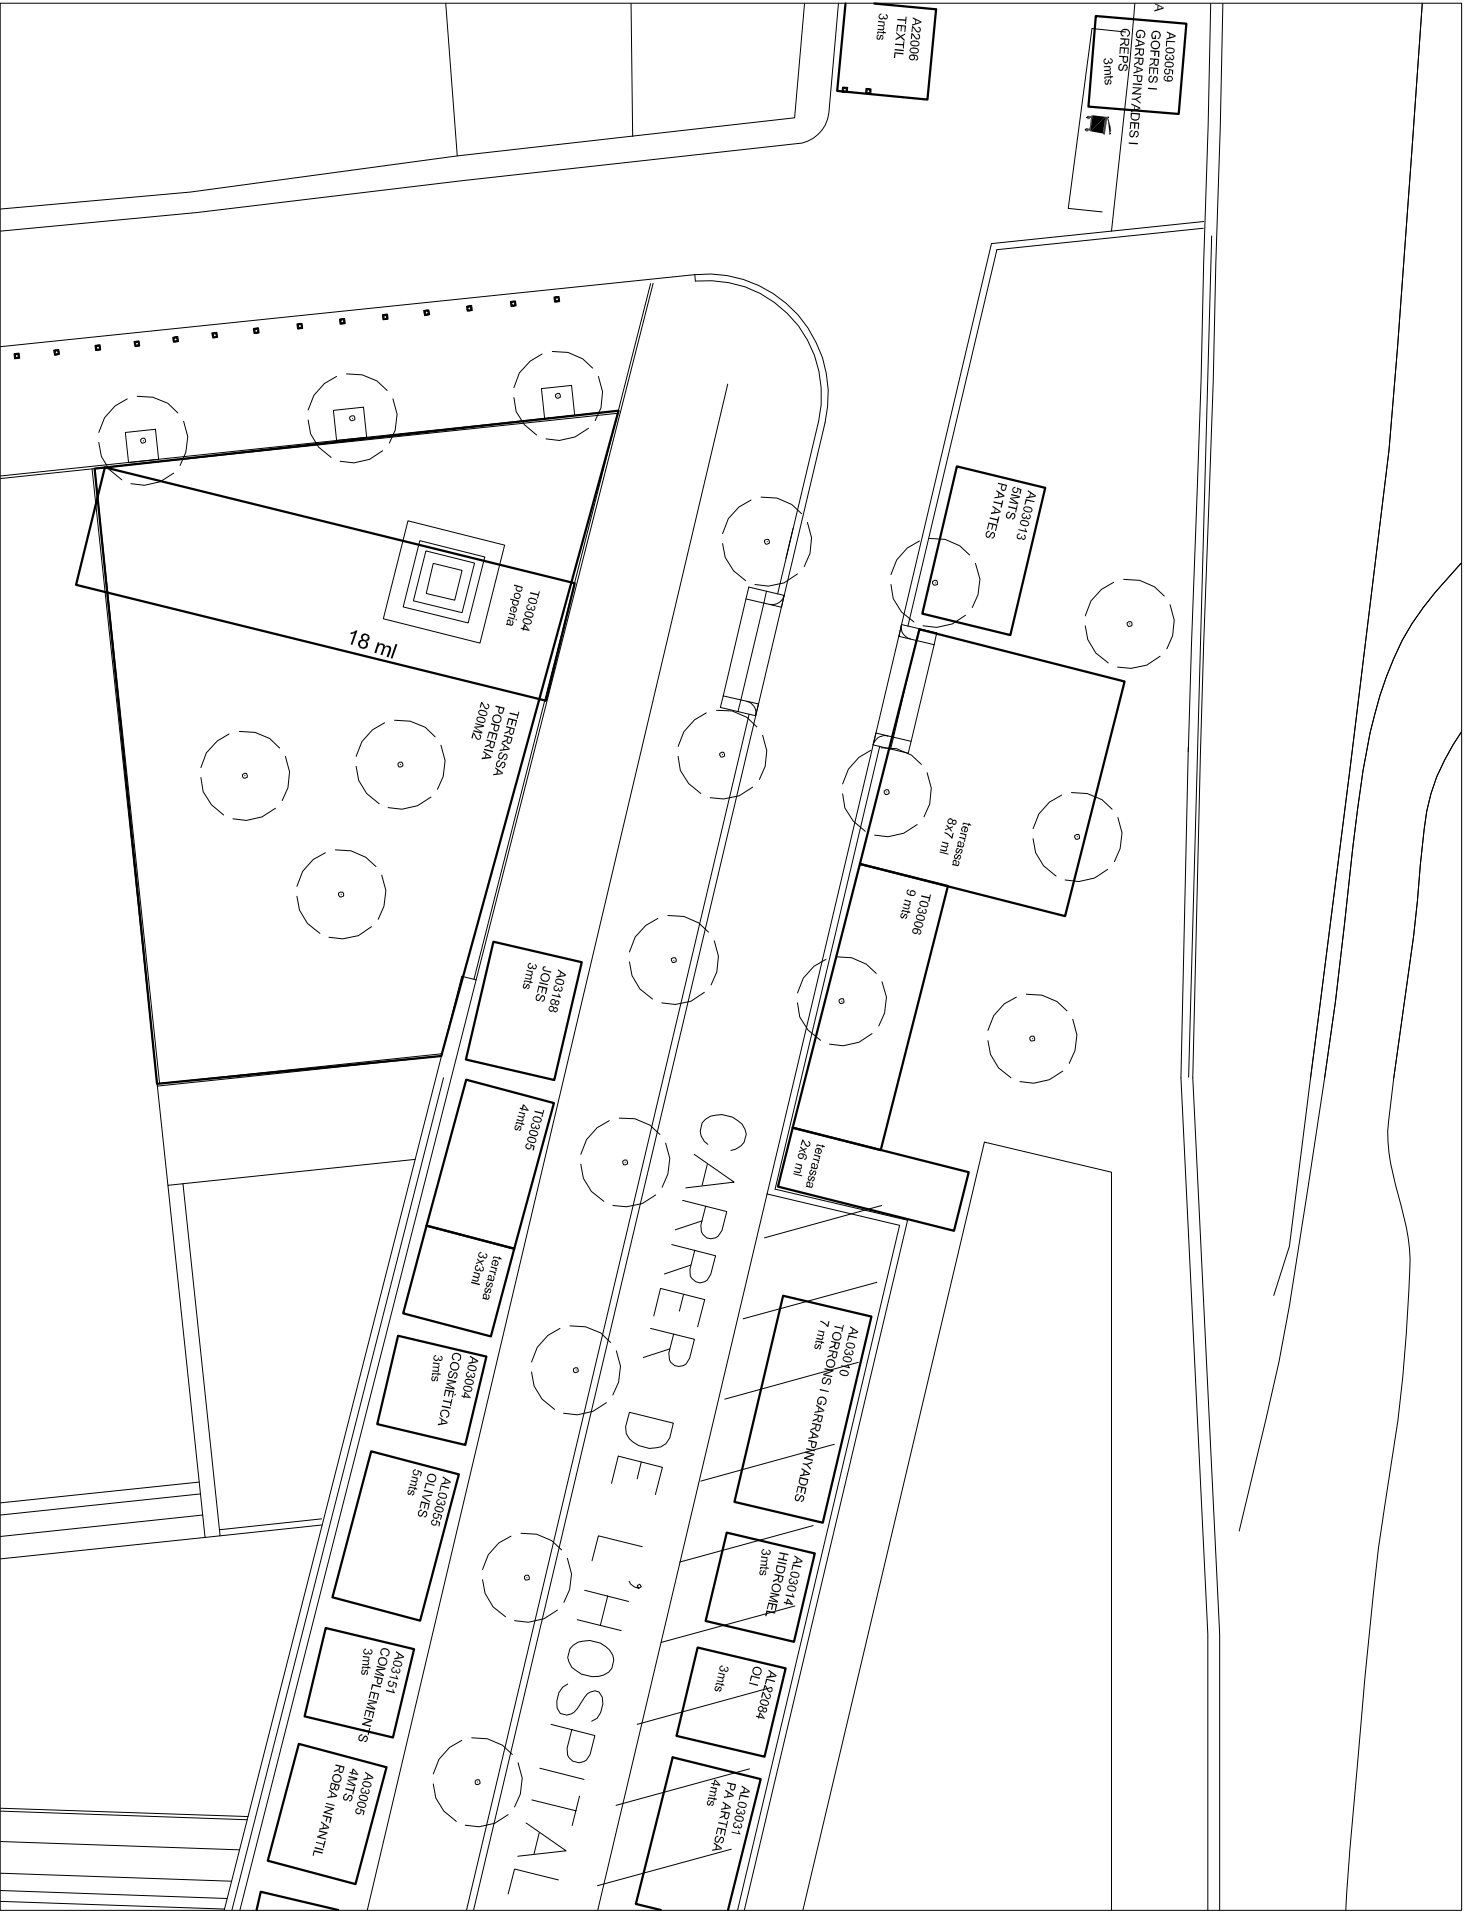 A22006
TEXTIL
3mts
A
AL03059
GOFRES I
GARRAPINYADES I
CREPS
3mts
AL03013
5MTS
PATATES
T03004
poperia
18 ml
TERRASSA
POPERIA
200M2
terrassa
8x7 ml
T03006
9 mts
A03188
JOIES
3mts
T03005
4mts
terrassa
2x6 ml
terrassa
3x3ml
CARRER DE L'HOSPITAL
A03004
COSMÈTICA
3mts
AL03010
TORRONS I GARRAPINYADES
7 mts
AL03055
OLIVES
5mts
AL03014
HIDROMEL
3mts
A03151
COMPLEMENTS
3mts
AL22084
OLI
3mts
A03005
4MTS
ROBA INFANTIL
AL03031
PA ARTESA
4mts